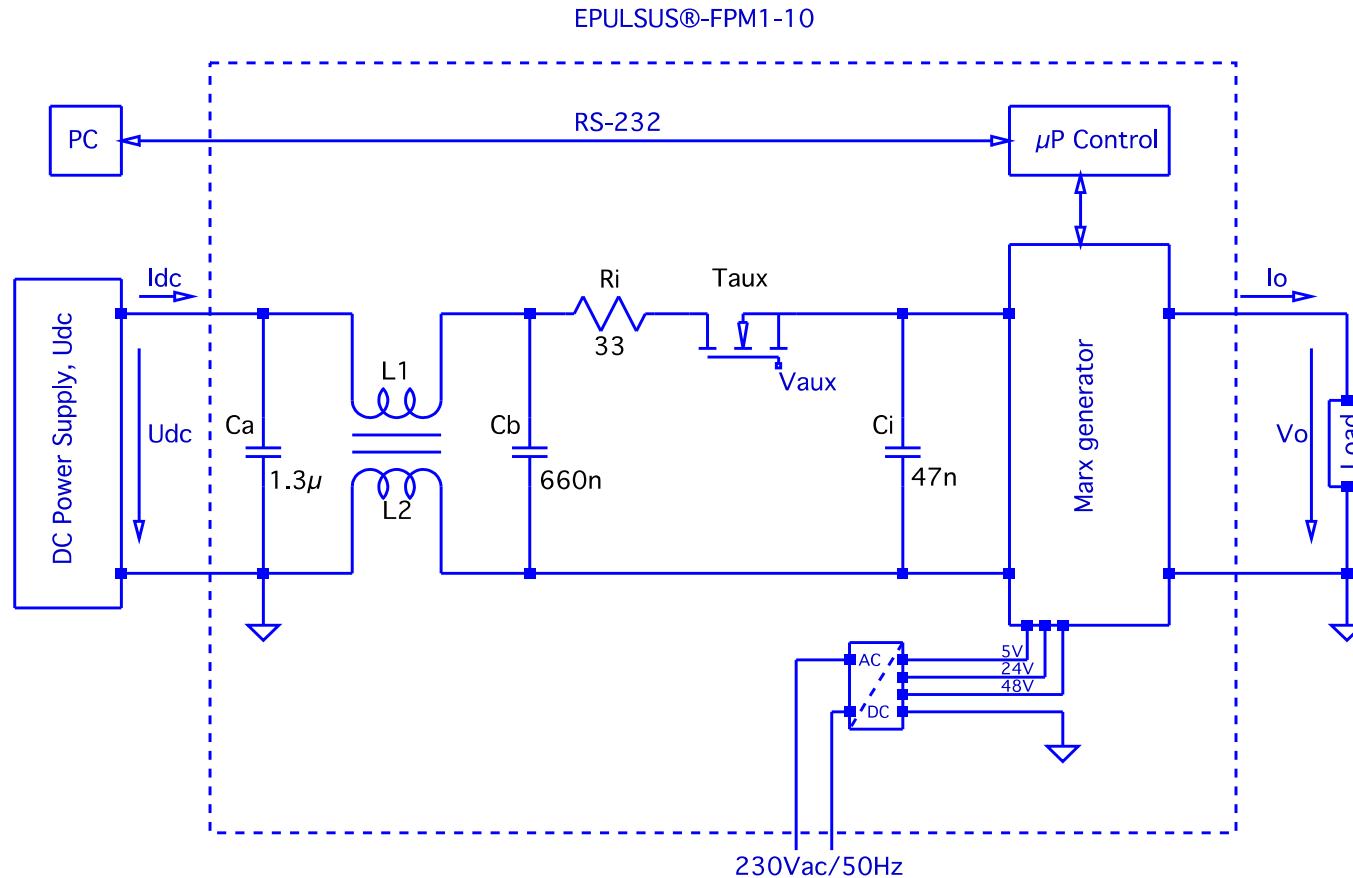 EPULSUS®-FPM1-10
PC
RS-232
µP Control
Idc
Ri
Taux
Io
33
DC Power Supply, Udc
Udc
L1
Vaux
Marx generator
Ca
Cb
Ci
Vo
Load
1.3µ
660n
47n
L2
5V
AC
24V
48V
DC
230Vac/50Hz